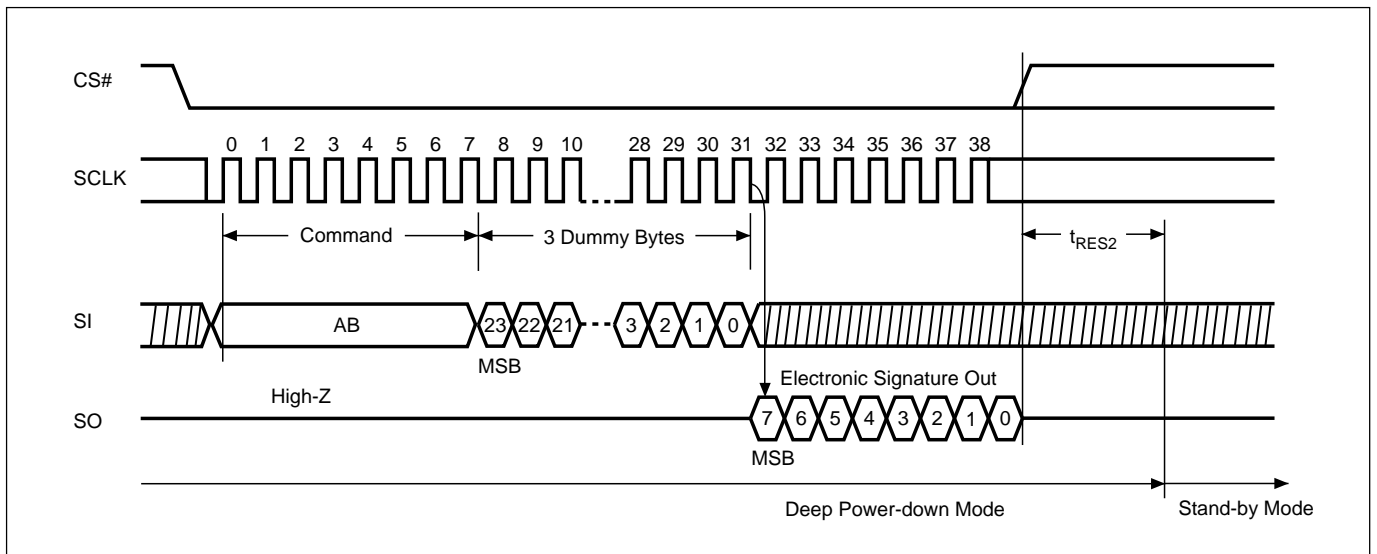 CS#
0 1 2 3 4 5 6 7 8 9 10 28 29 30 31 32 33 34 35 36 37 38
SCLK
Command 3 Dummy Bytes tRES2
SI AB 23 22 21 3 2 1 0
MSB
High-Z Electronic Signature Out
SO 7 6 5 4 3 2 1 0
MSB
Deep Power-down Mode Stand-by Mode